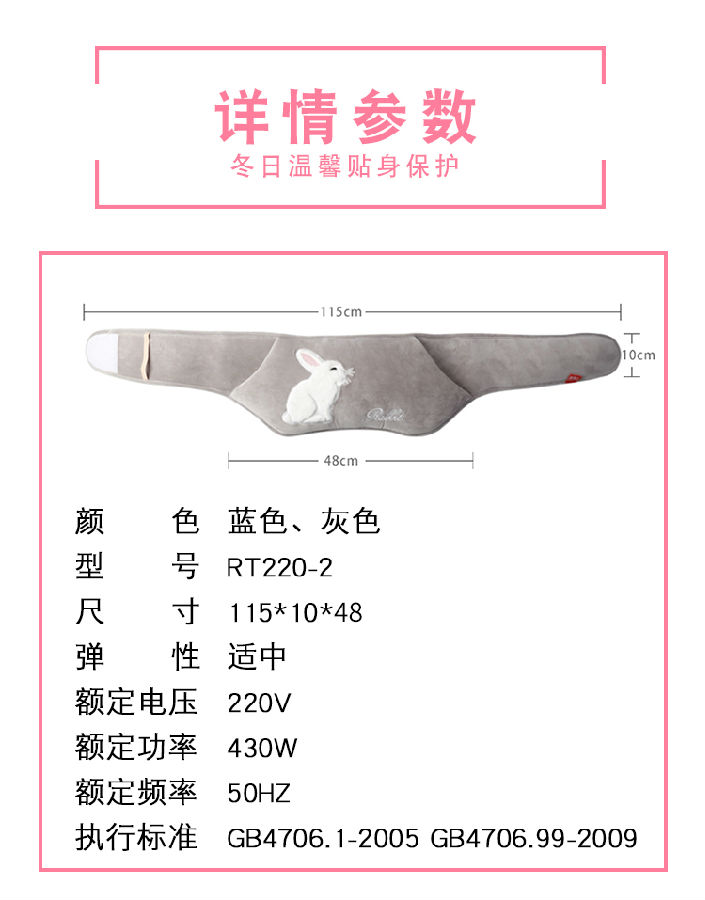 详情参数
冬日温馨贴身保护
115cm
10cm
Rabbit
48cm
颜色 蓝色、灰色
型号 RT220-2
尺寸 115*10*48
弹性 适中
额定电压 220V
额定功率 430W
额定频率 50HZ
执行标准 GB4706.1-2005 GB4706.99-2009